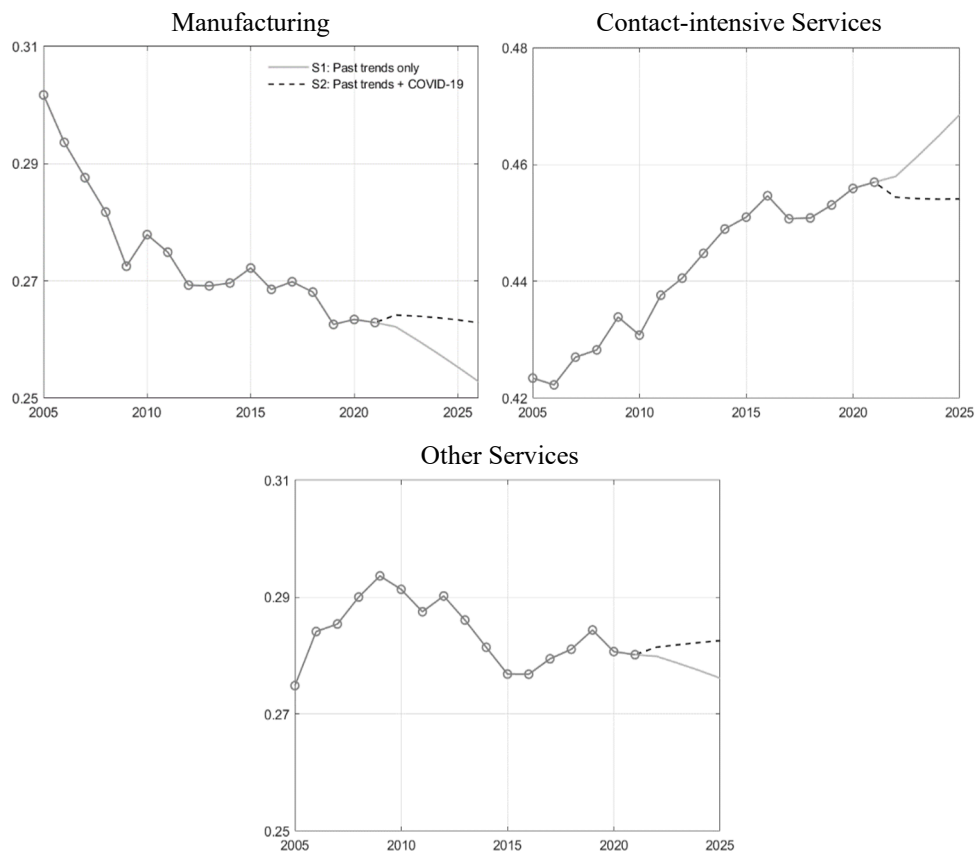 Manufacturing
Contact-intensive Services
0.31
S1: Past trends only
S2: Past trends + COVID-19
0.29
0.27
0.25
2005 2010 2015 2020 2025
0.48
0.46
0.44
0.42
2005 2010 2015 2020 2025
Other Services
0.31
0.29
0.27
0.25
2005 2010 2015 2020 2025